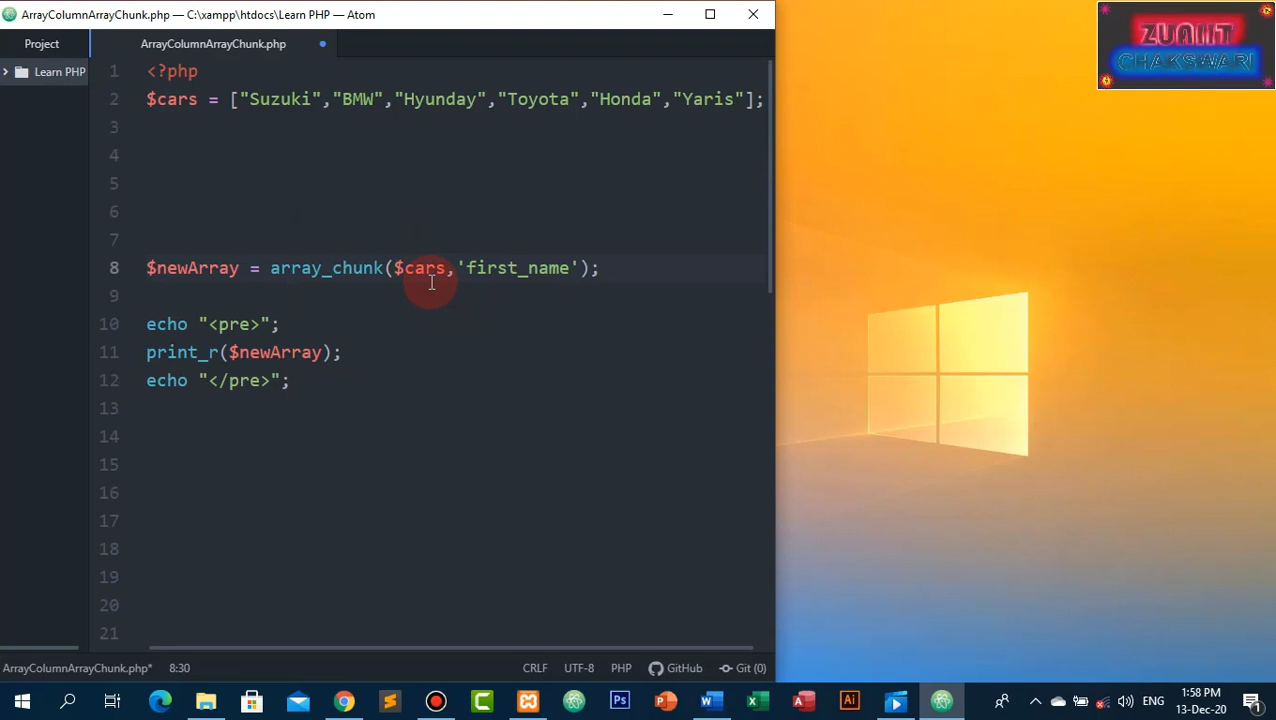 ArrayColumnArrayChunk.php — C:\xampp\htdocs\Learn PHP — Atom
Project
ArrayColumnArrayChunk.php
Learn PHP
1 <?php
2 $cars = ["Suzuki","BMW","Hyunday","Toyota","Honda","Yaris"];
3
4
5
6
7
8 $newArray = array_chunk($cars,'first_name');
9
10 echo "<pre>";
11 print_r($newArray);
12 echo "</pre>";
13
14
15
16
17
18
19
20
21
ArrayColumnArrayChunk.php* 8:30 CRLF UTF-8 PHP GitHub Git (0)
ZUAIIT
CHAKSWARI
ENG
1:58 PM
13-Dec-20